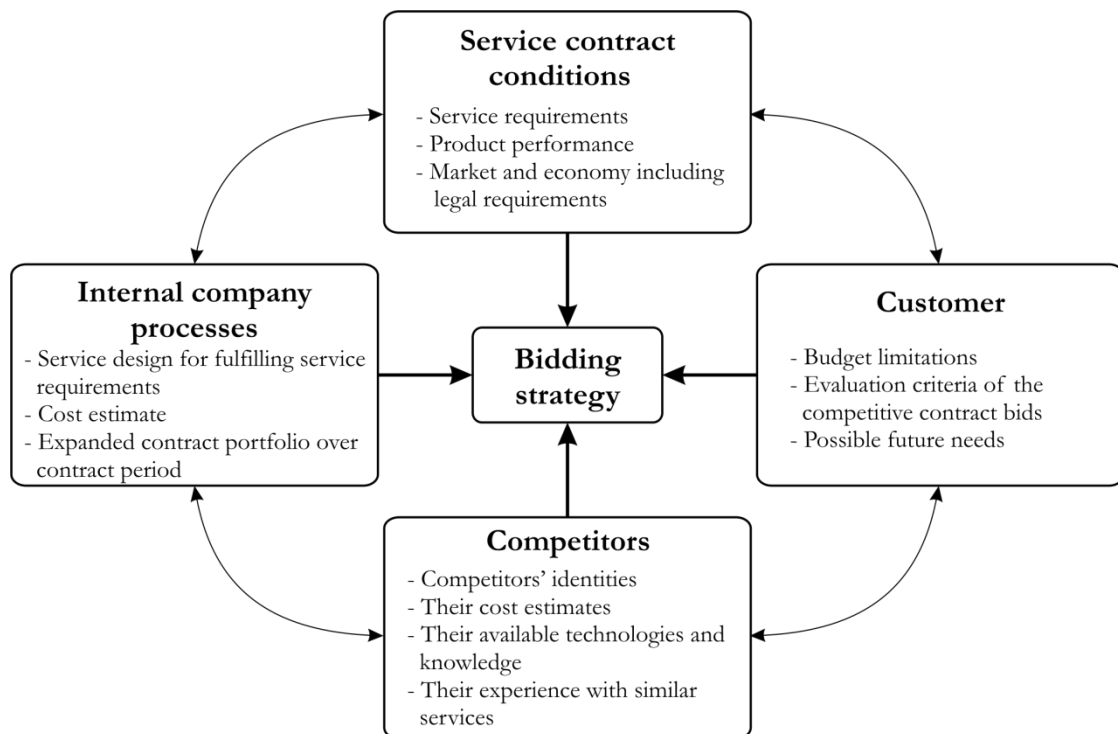 Service contract
conditions
- Service requirements
- Product performance
- Market and economy including
legal requirements
Internal company
processes
- Service design for fulfilling service
requirements
- Cost estimate
- Expanded contract portfolio over
contract period
Bidding
strategy
Customer
- Budget limitations
- Evaluation criteria of the
competitive contract bids
- Possible future needs
Competitors
- Competitors’ identities
- Their cost estimates
- Their available technologies and
knowledge
- Their experience with similar
services